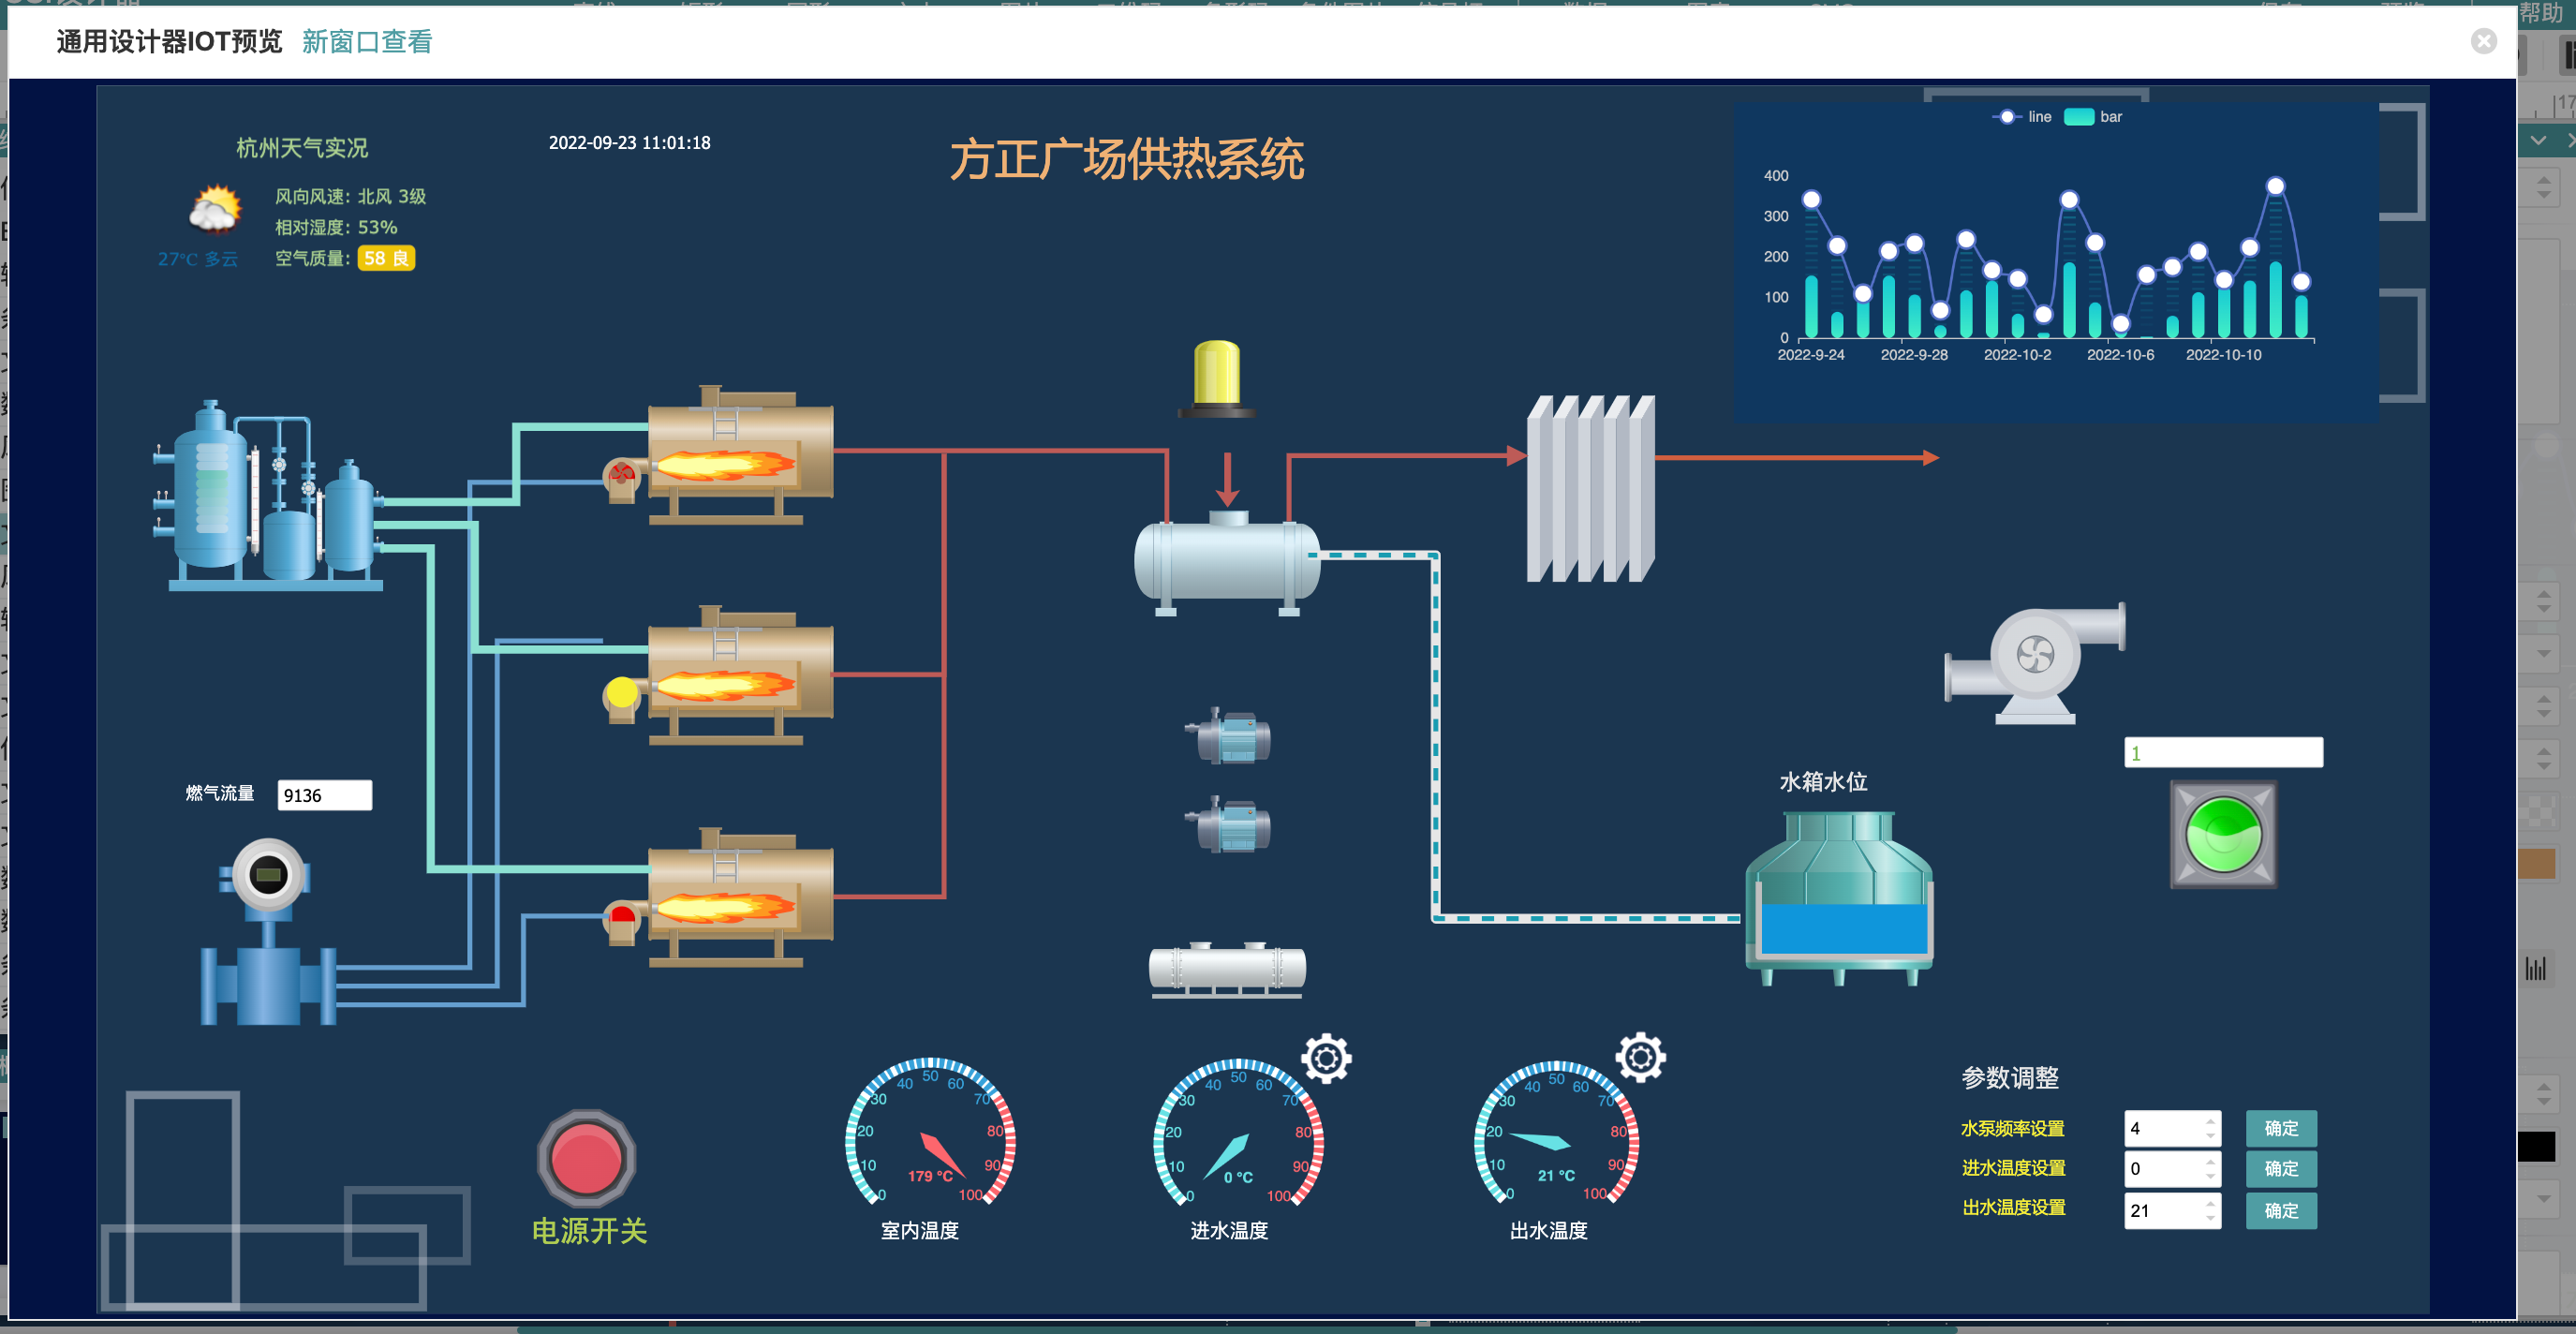 通用设计器IOT预览 新窗口查看
帮助
杭州天气实况
2022-09-23 11:01:18
方正广场供热系统
风向风速: 北风 3级
相对湿度: 53%
27℃ 多云
空气质量: 58 良
line bar
400
300
200
100
0
2022-9-24 2022-9-28 2022-10-2 2022-10-6 2022-10-10
燃气流量 9136
水箱水位
1
0 10 20 30 40 50 60 70 80 90 100
179 °C
室内温度
0 10 20 30 40 50 60 70 80 90 100
0 °C
进水温度
0 10 20 30 40 50 60 70 80 90 100
21 °C
出水温度
电源开关
参数调整
水泵频率设置 4 确定
进水温度设置 0 确定
出水温度设置 21 确定